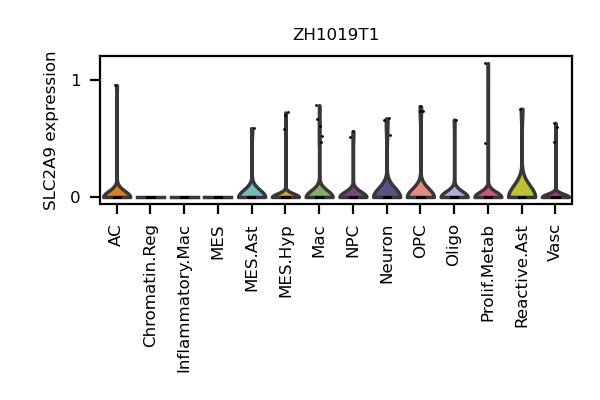 ZH1019T1
SLC2A9 expression
1
0
AC
Chromatin.Reg
Inflammatory.Mac
MES
MES.Ast
MES.Hyp
Mac
NPC
Neuron
OPC
Oligo
Prolif.Metab
Reactive.Ast
Vasc